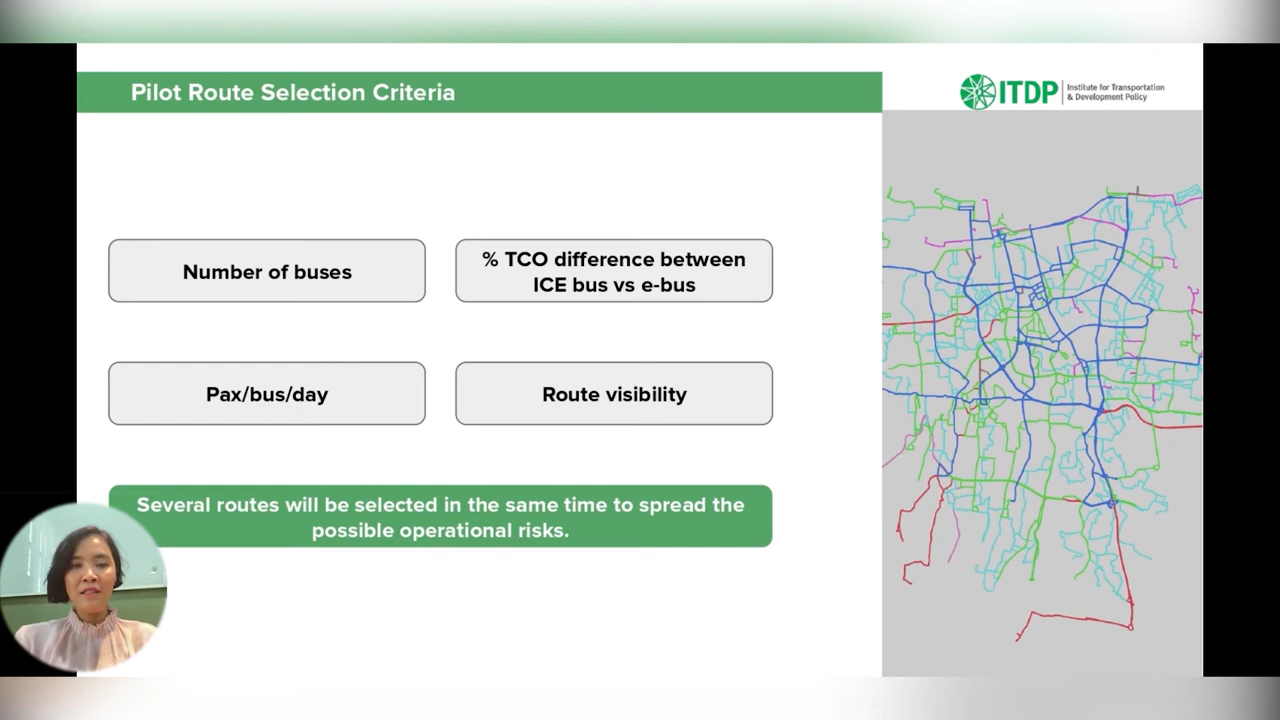 Pilot Route Selection Criteria
ITDP
Institute for Transportation
& Development Policy
Number of buses
% TCO difference between
ICE bus vs e-bus
Pax/bus/day
Route visibility
Several routes will be selected in the same time to spread the
possible operational risks.